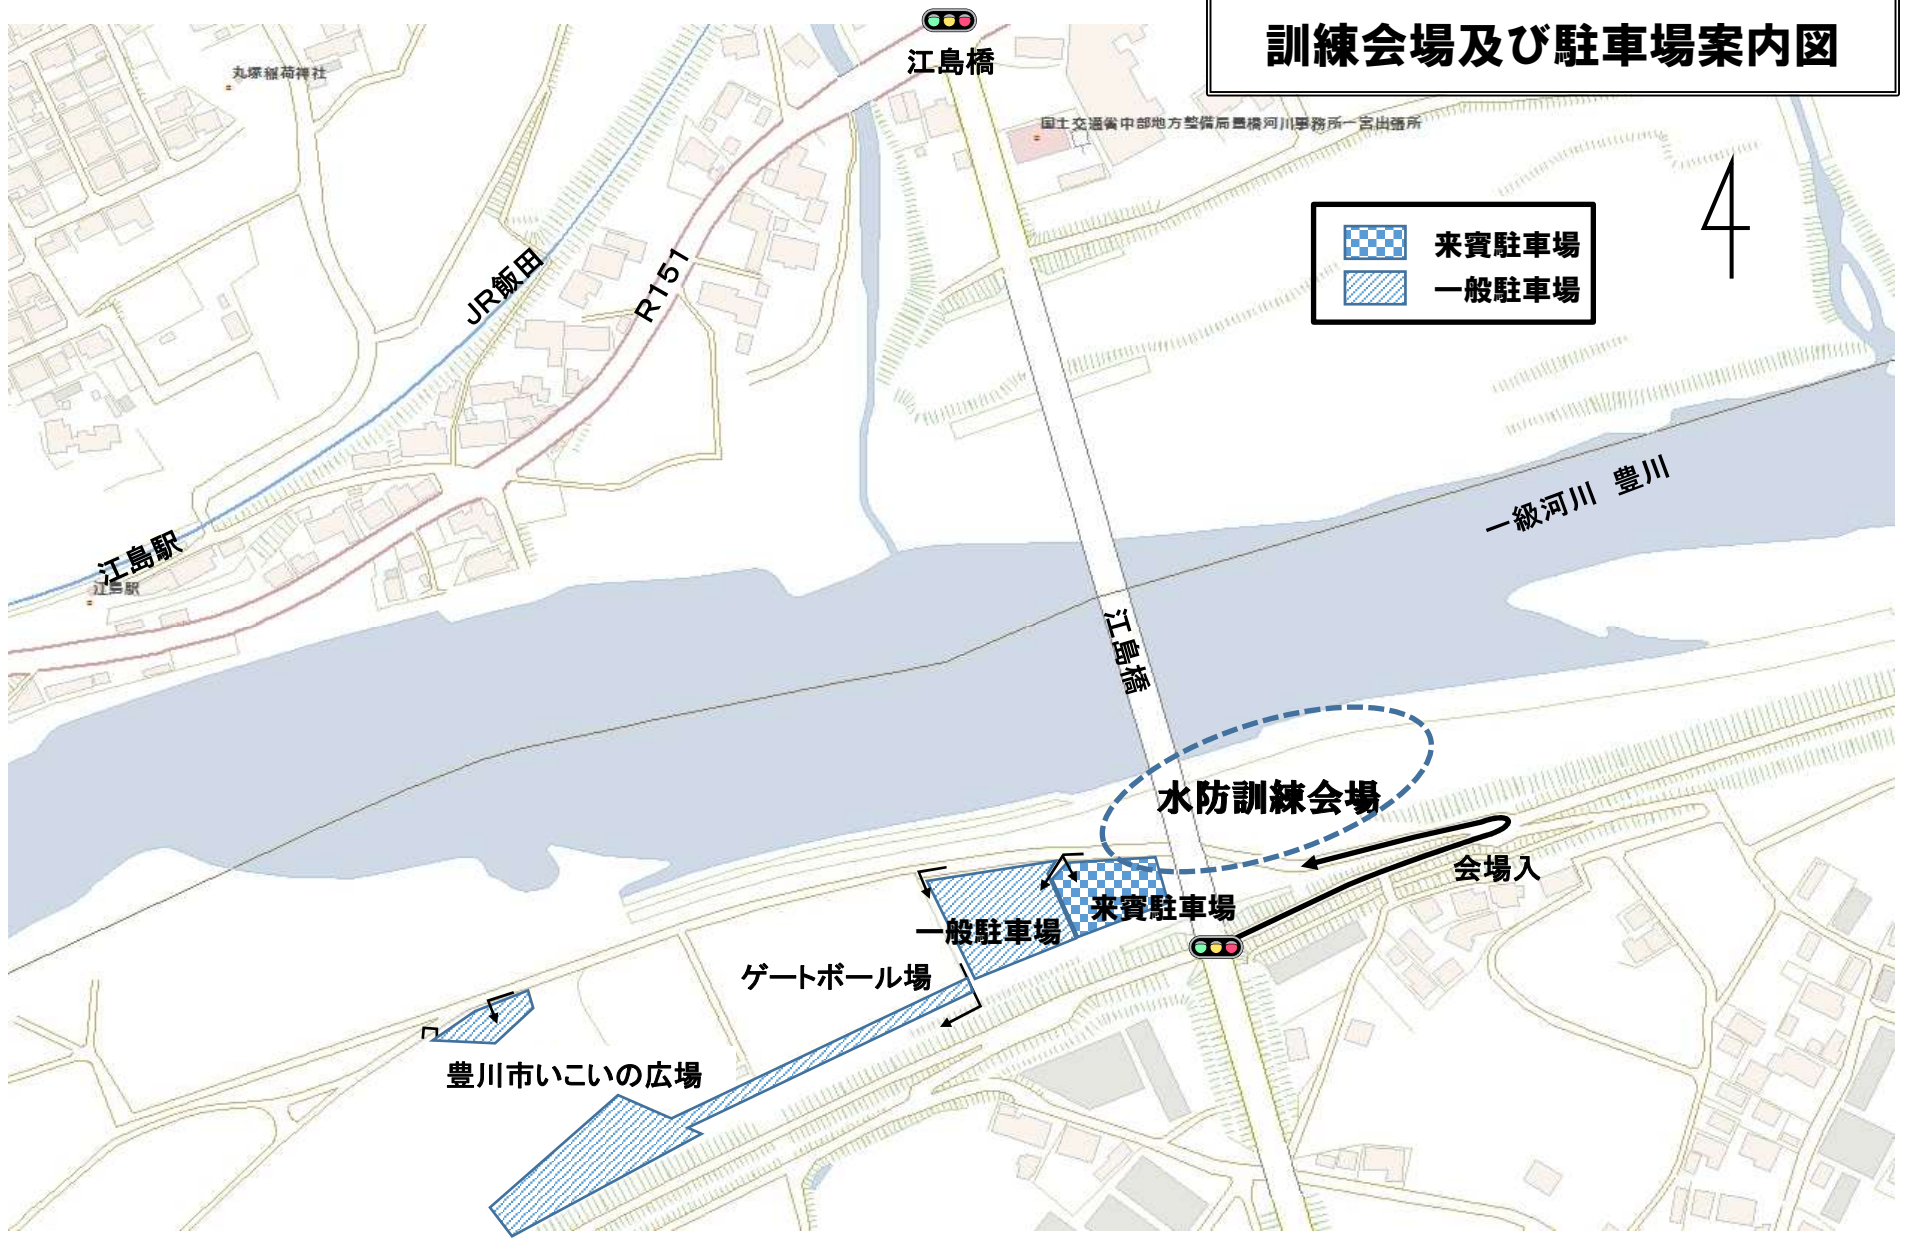 訓練会場及び駐車場案内図
江島橋
丸塚稲荷神社
国土交通省中部地方整備局豊橋河川事務所一宮出張所
来賓駐車場
一般駐車場
JR飯田
R151
一級河川 豊川
江島駅
江島駅
江島橋
水防訓練会場
会場入
来賓駐車場
一般駐車場
ゲートボール場
豊川市いこいの広場